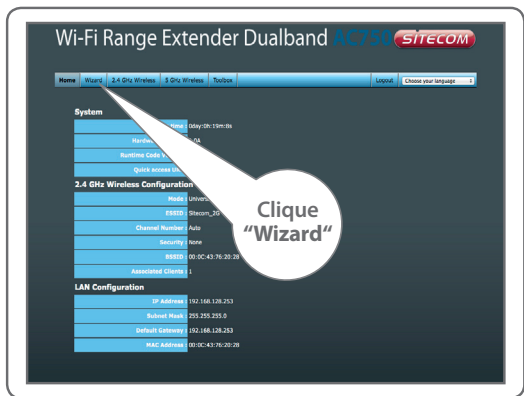 Wi-Fi Range Extender Dualband AC750 SITECOM
Home Wizard 2.4 GHz Wireless 5 GHz Wireless Toolbox Logout Choose your language
System
0day:0h:19m:8s
Hardw
Runtime Code V
Quick access U
2.4 GHz Wireless Configuration
Mode : Univers
ESSID : Sitecom_2G
Channel Number : Auto
Security : None
BSSID : 00:0C:43:76:20:28
Associated Clients : 1
Clique
"Wizard"
LAN Configuration
IP Address : 192.168.128.253
Subnet Mask : 255.255.255.0
Default Gateway : 192.168.128.253
MAC Address : 00:0C:43:76:20:28